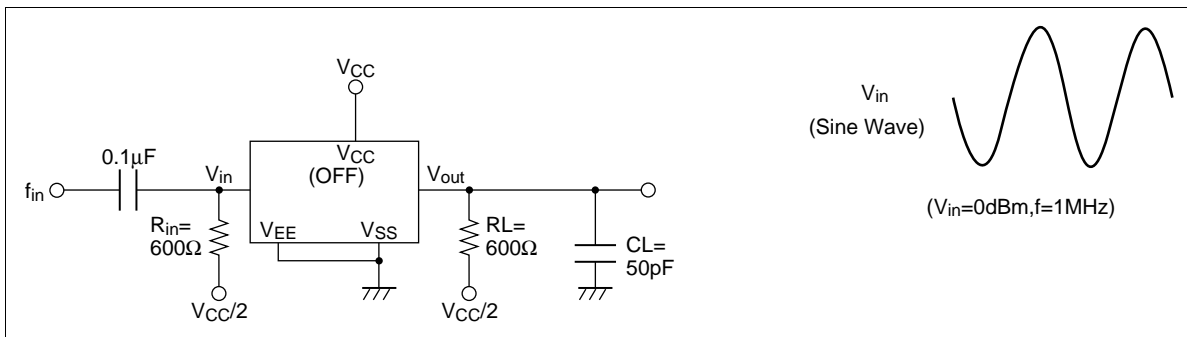 VCC
0.1μF
fin
Vin
VCC
(OFF)
Vout
Rin=
600Ω
VEE
VSS
RL=
600Ω
CL=
50pF
VCC/2
VCC/2
Vin
(Sine Wave)
(Vin=0dBm,f=1MHz)